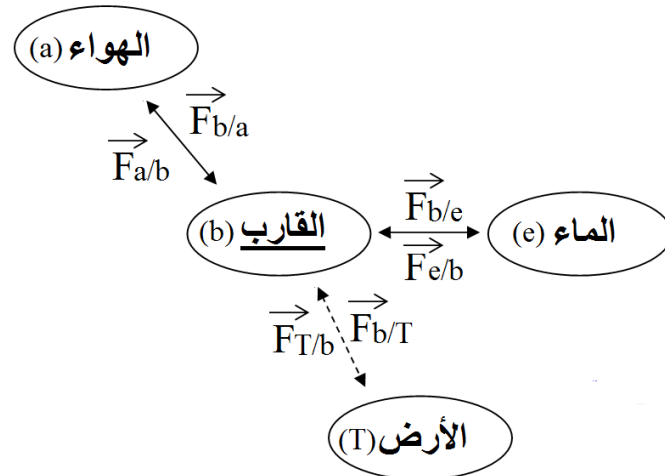 الهواء (a)
F b/a
F a/b
القارب (b)
F b/e
F e/b
الماء (e)
F T/b
F b/T
الأرض (T)